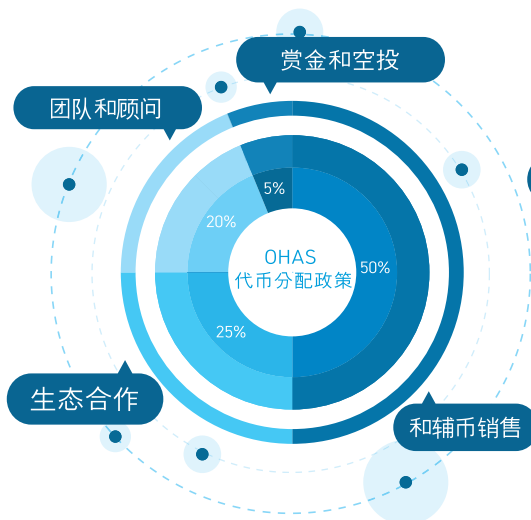 赏金和空投
团队和顾问
5%
20%
OHAS
代币分配政策
50%
25%
生态合作
和辅币销售